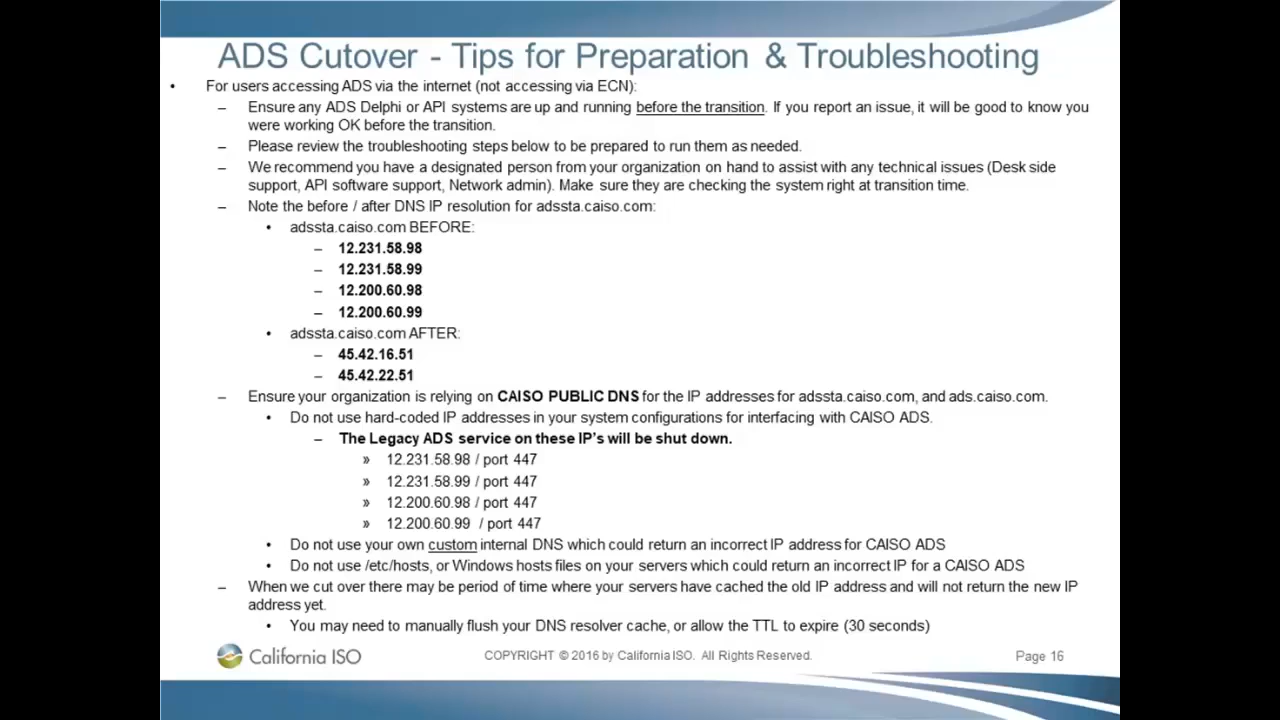 ADS Cutover - Tips for Preparation & Troubleshooting
• For users accessing ADS via the internet (not accessing via ECN):
– Ensure any ADS Delphi or API systems are up and running before the transition. If you report an issue, it will be good to know you
were working OK before the transition.
– Please review the troubleshooting steps below to be prepared to run them as needed.
– We recommend you have a designated person from your organization on hand to assist with any technical issues (Desk side
support, API software support, Network admin). Make sure they are checking the system right at transition time.
– Note the before / after DNS IP resolution for adssta.caiso.com:
• adssta.caiso.com BEFORE:
– 12.231.58.98
– 12.231.58.99
– 12.200.60.98
– 12.200.60.99
• adssta.caiso.com AFTER:
– 45.42.16.51
– 45.42.22.51
– Ensure your organization is relying on CAISO PUBLIC DNS for the IP addresses for adssta.caiso.com, and ads.caiso.com.
• Do not use hard-coded IP addresses in your system configurations for interfacing with CAISO ADS.
– The Legacy ADS service on these IP's will be shut down.
» 12.231.58.98 / port 447
» 12.231.58.99 / port 447
» 12.200.60.98 / port 447
» 12.200.60.99 / port 447
• Do not use your own custom internal DNS which could return an incorrect IP address for CAISO ADS
• Do not use /etc/hosts, or Windows hosts files on your servers which could return an incorrect IP for a CAISO ADS
– When we cut over there may be period of time where your servers have cached the old IP address and will not return the new IP
address yet.
• You may need to manually flush your DNS resolver cache, or allow the TTL to expire (30 seconds)
California ISO
COPYRIGHT © 2016 by California ISO. All Rights Reserved.
Page 16